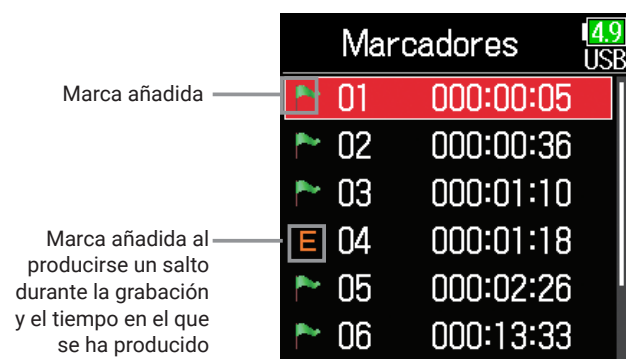 Marcadores
4.9
USB
Marca añadida
01 000:00:05
02 000:00:36
03 000:01:10
Marca añadida al
producirse un salto
durante la grabación
y el tiempo en el que
se ha producido
E 04 000:01:18
05 000:02:26
06 000:13:33